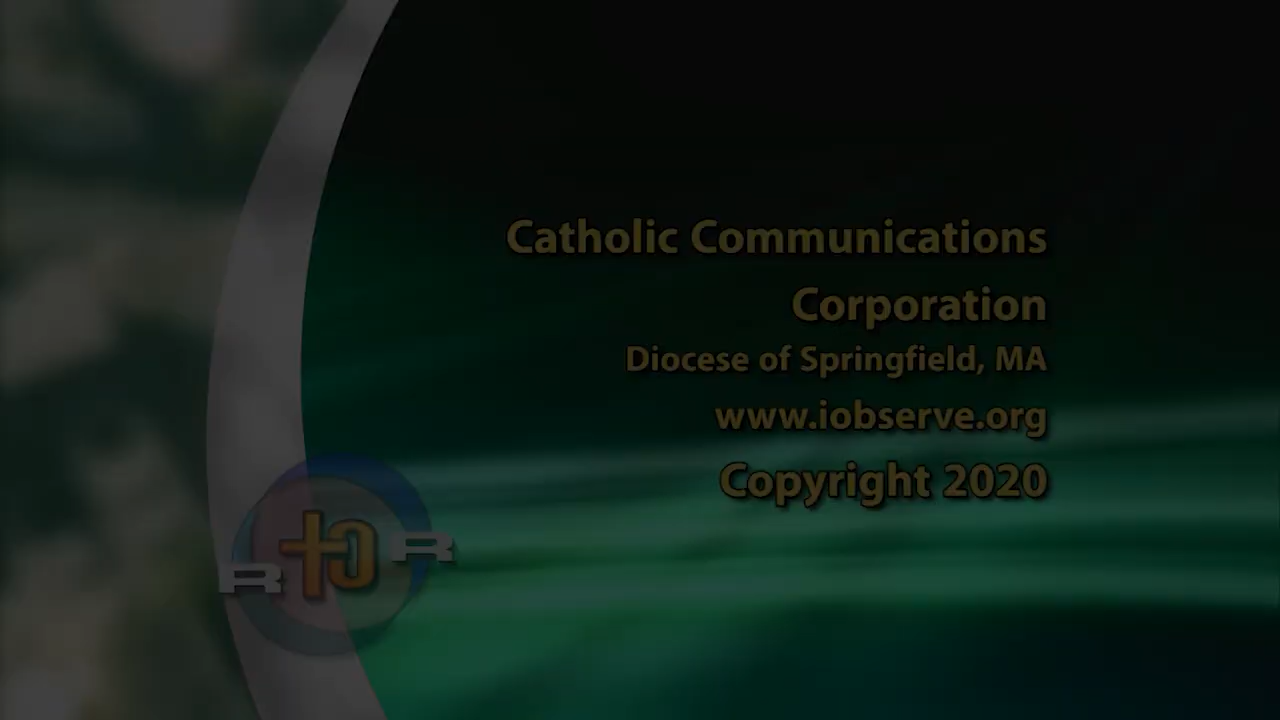 Catholic Communications
Corporation
Diocese of Springfield, MA
www.iobserve.org
Copyright 2020
R R